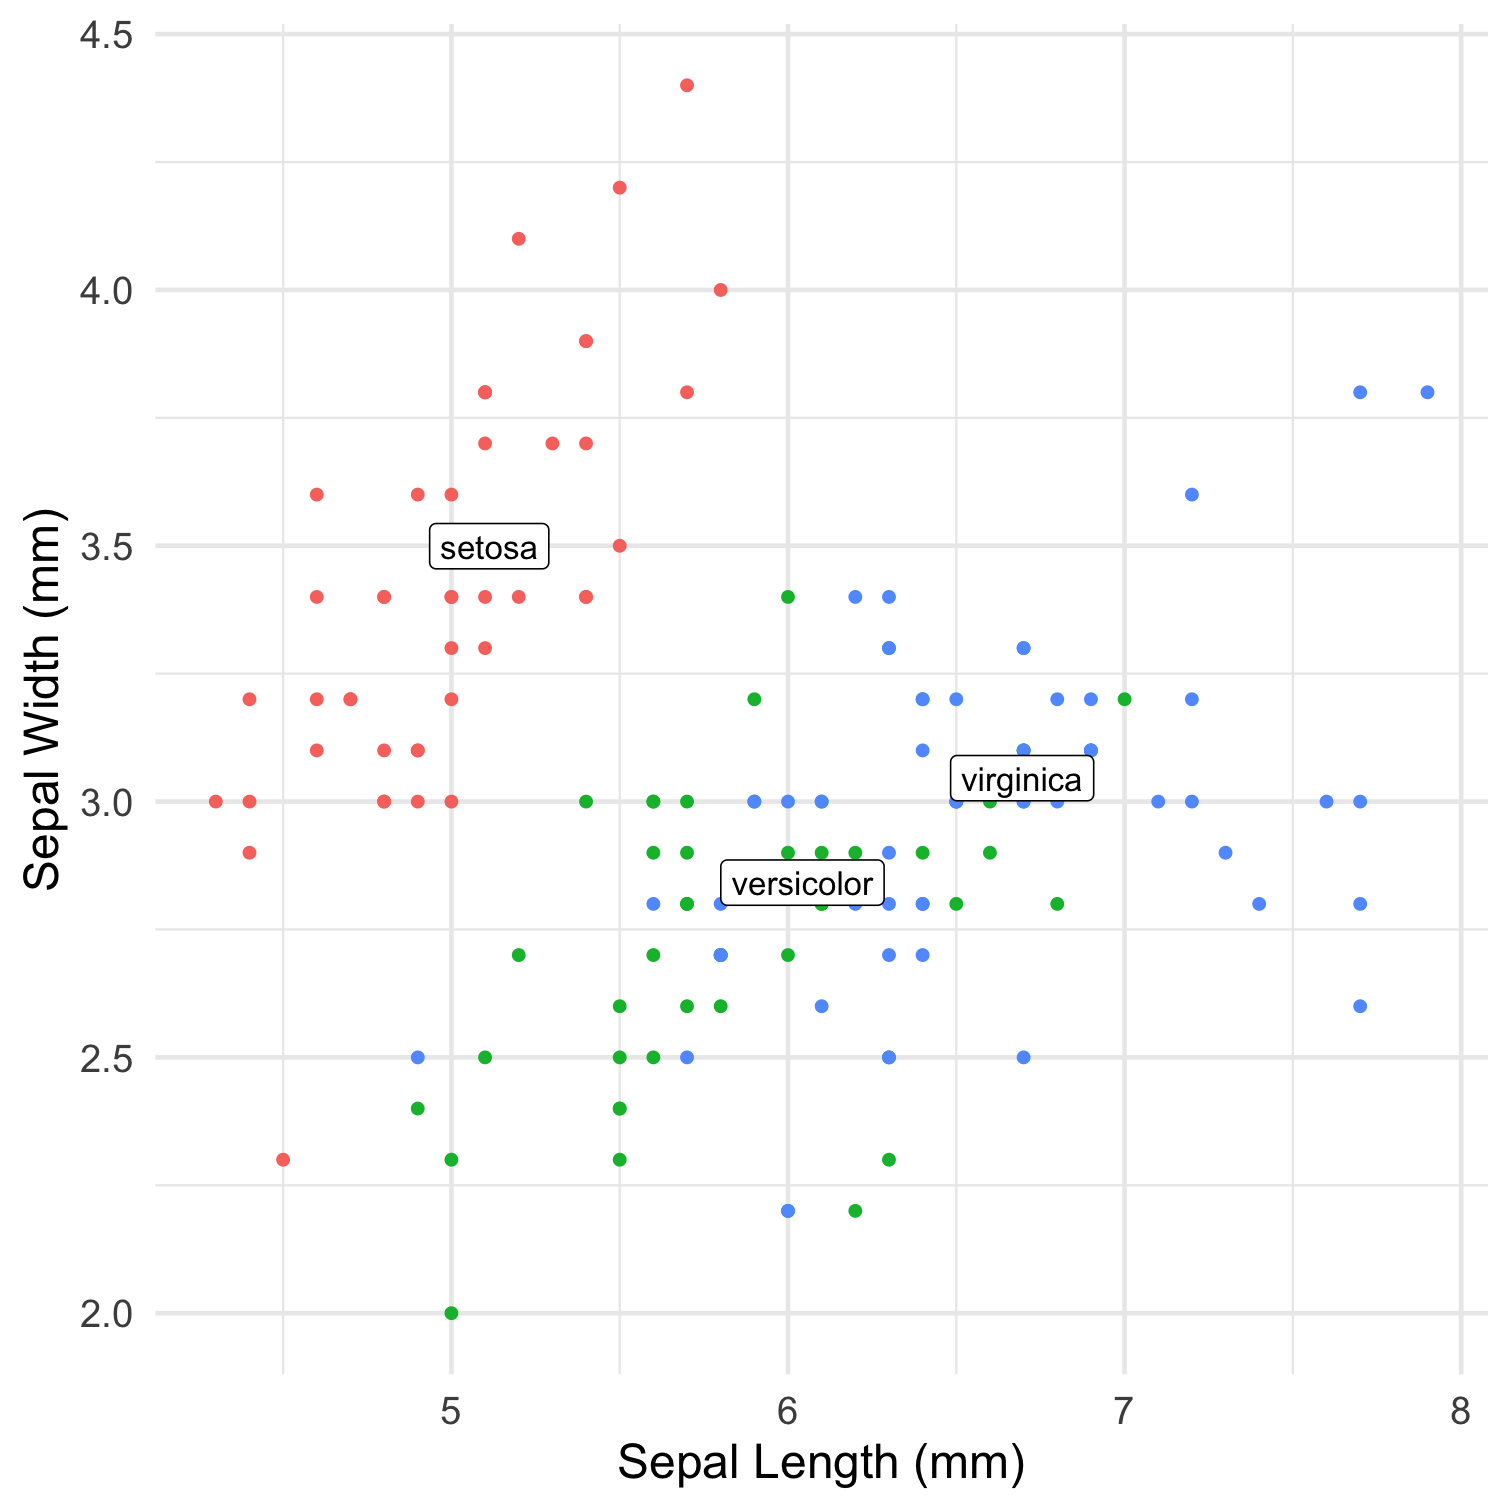 4.5
4.0
3.5
3.0
2.5
2.0
Sepal Width (mm)
setosa
virginica
versicolor
5 6 7 8
Sepal Length (mm)